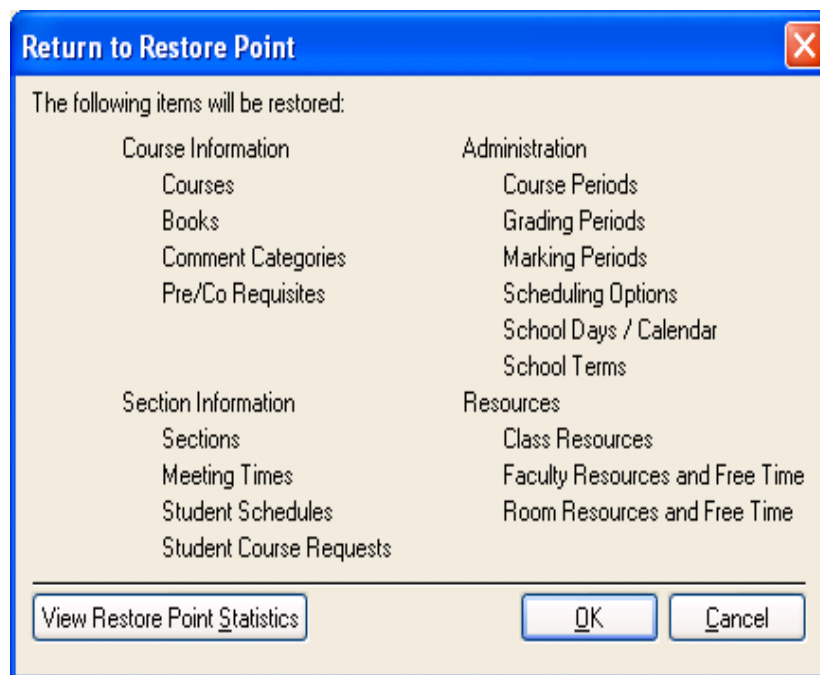 Return to Restore Point
The following items will be restored:
Course Information
Courses
Books
Comment Categories
Pre/Co Requisites
Administration
Course Periods
Grading Periods
Marking Periods
Scheduling Options
School Days / Calendar
School Terms
Section Information
Sections
Meeting Times
Student Schedules
Student Course Requests
Resources
Class Resources
Faculty Resources and Free Time
Room Resources and Free Time
View Restore Point Statistics
OK
Cancel